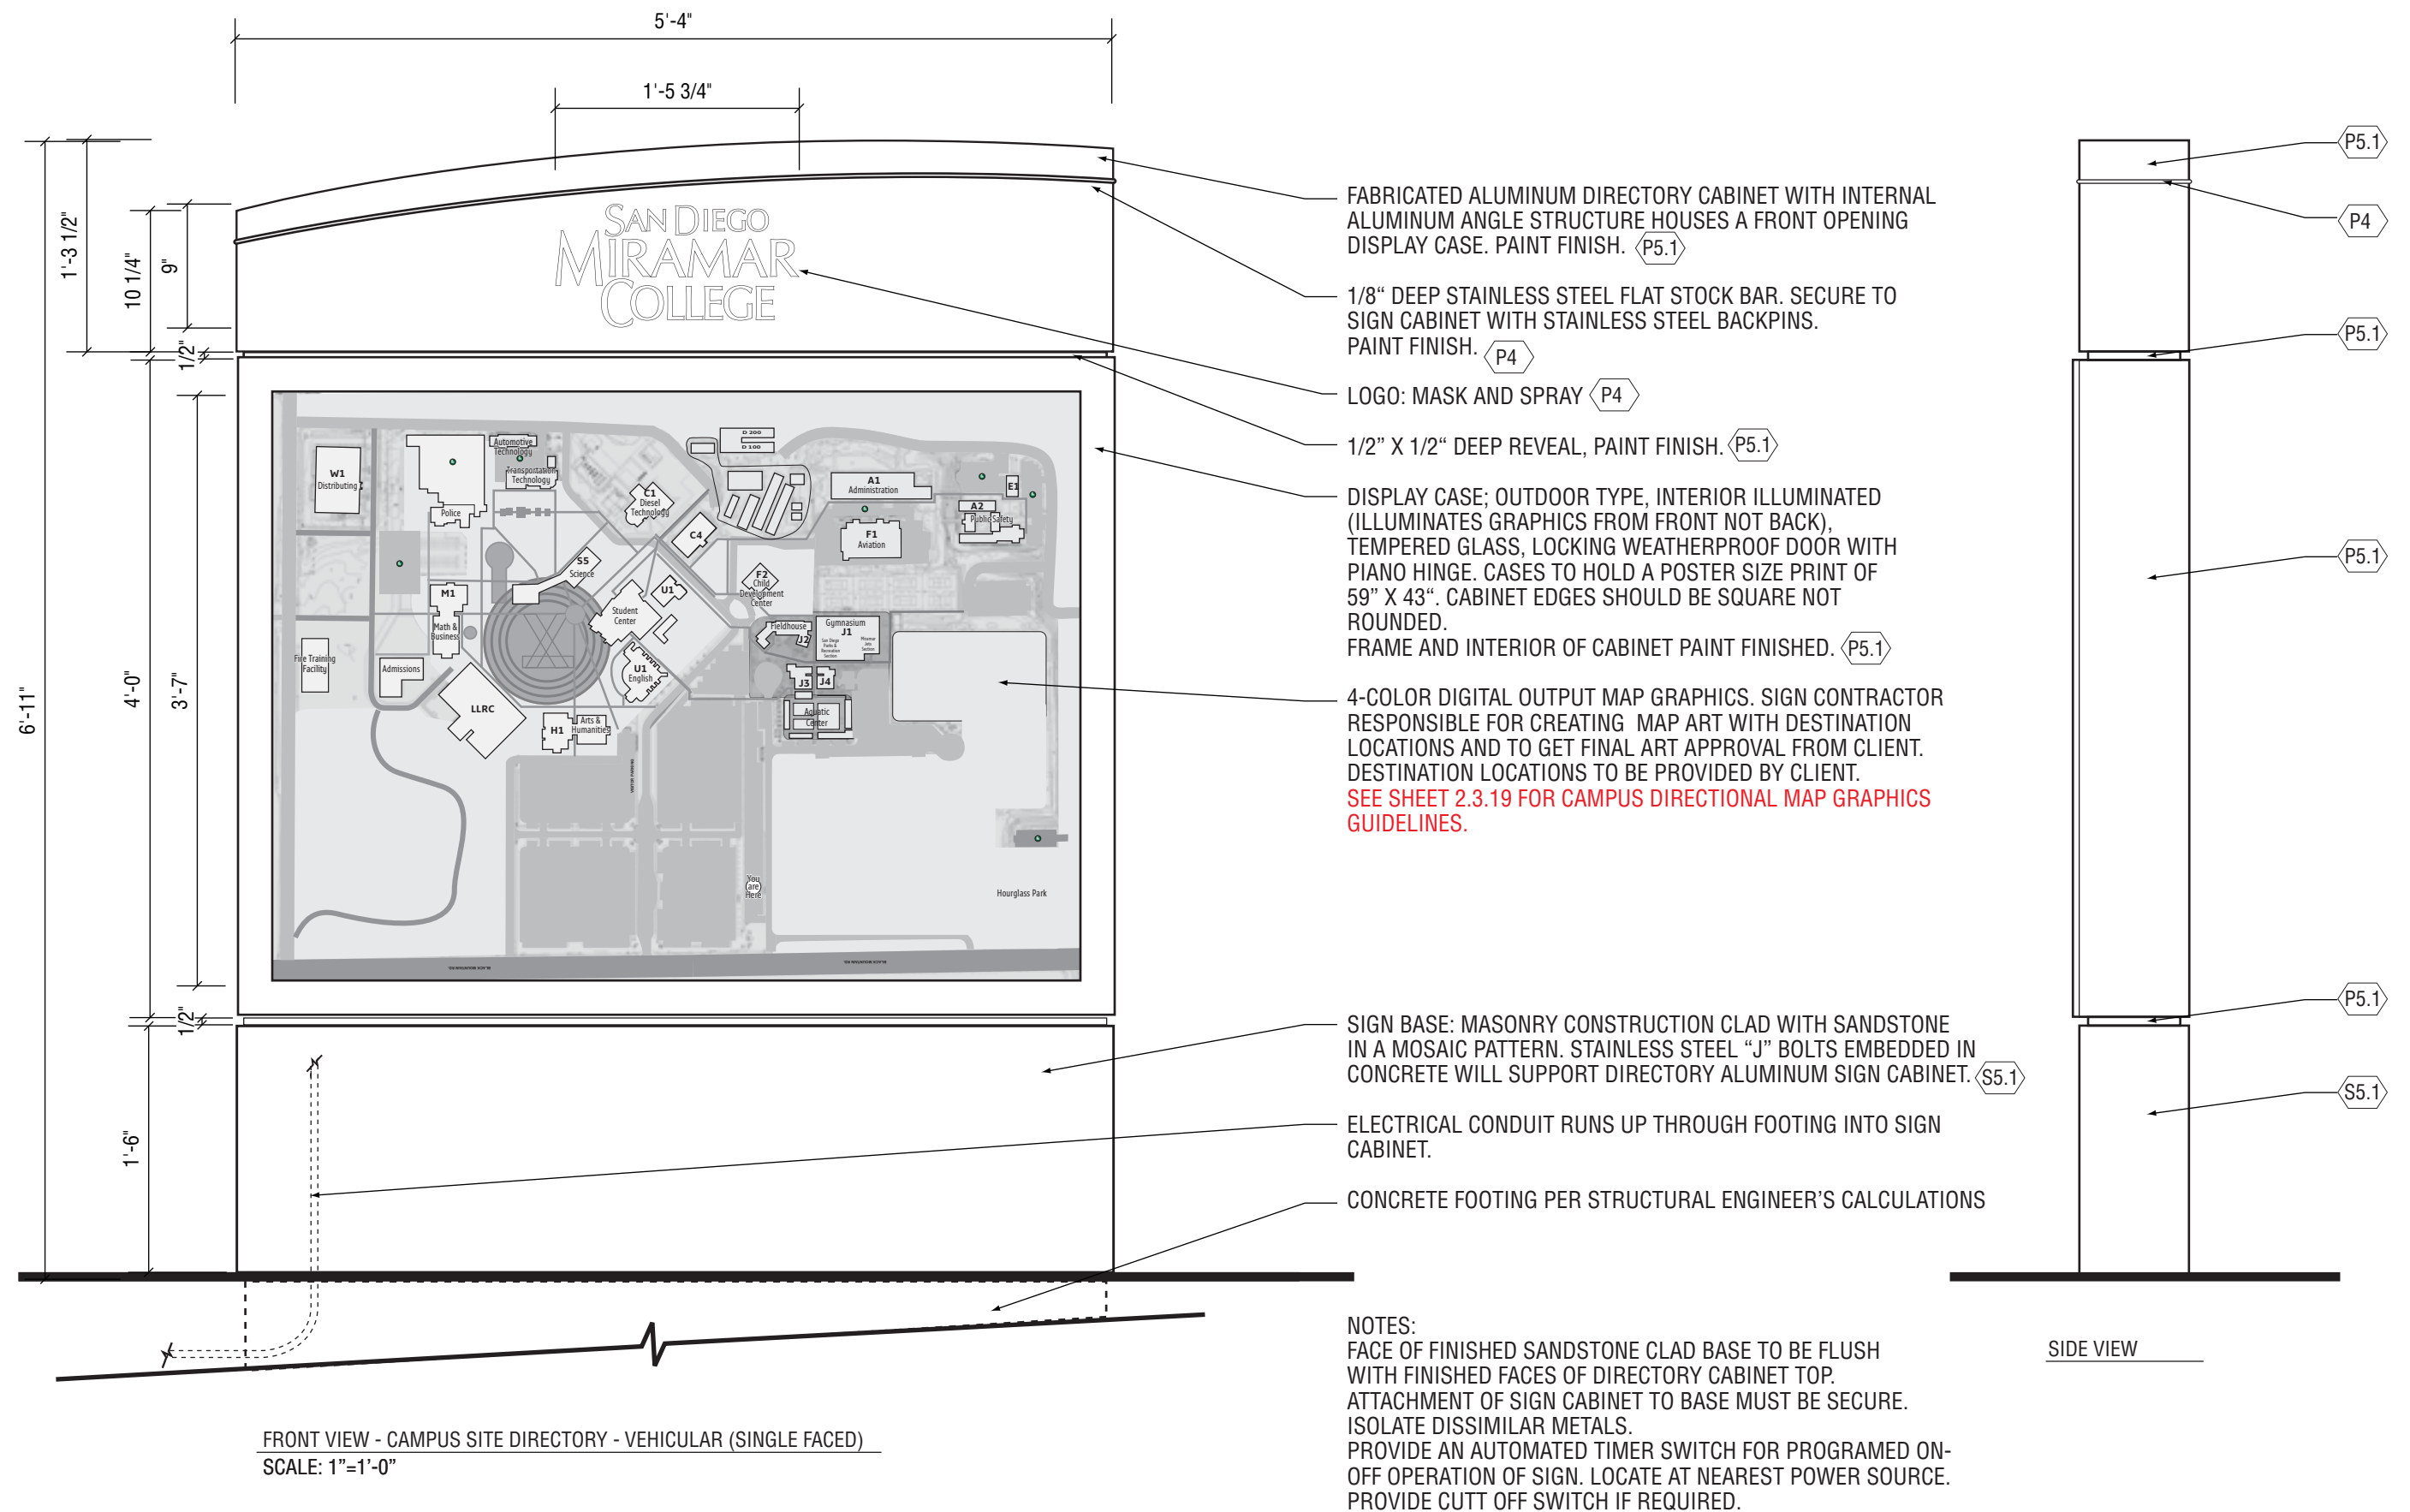 5'-4"
1'-5 3/4"
6'-11"
1'-3 1/2"
10 1/4"
9"
1/2"
4'-0"
3'-7"
1/2"
1'-6"
SAN DIEGO
MIRAMAR
COLLEGE
W1
Distributing
Automotive
Technology
Transportation
Technology
Police
C1
Diesel
Technology
D 200
D 100
C4
A1
Administration
F1
Aviation
E1
A2
Public Safety
S5
Science
M1
Math &
Business
Student
Center
U1
F2
Child
Development
Center
Fieldhouse
J2
Gymnasium
J1
San Diego
Parks &
Recreation
Section
Miramar
Section
Fire Training
Facility
Admissions
U1
English
J3
J4
Aquatic
Center
LLRC
H1
Arts &
Humanities
VISITOR PARKING
You
are
Here
Hourglass Park
BLACK MOUNTAIN RD.
BLACK MOUNTAIN RD.
FABRICATED ALUMINUM DIRECTORY CABINET WITH INTERNAL
ALUMINUM ANGLE STRUCTURE HOUSES A FRONT OPENING
DISPLAY CASE. PAINT FINISH. P5.1
1/8“ DEEP STAINLESS STEEL FLAT STOCK BAR. SECURE TO
SIGN CABINET WITH STAINLESS STEEL BACKPINS.
PAINT FINISH. P4
LOGO: MASK AND SPRAY P4
1/2” X 1/2“ DEEP REVEAL, PAINT FINISH. P5.1
DISPLAY CASE; OUTDOOR TYPE, INTERIOR ILLUMINATED
(ILLUMINATES GRAPHICS FROM FRONT NOT BACK),
TEMPERED GLASS, LOCKING WEATHERPROOF DOOR WITH
PIANO HINGE. CASES TO HOLD A POSTER SIZE PRINT OF
59” X 43“. CABINET EDGES SHOULD BE SQUARE NOT
ROUNDED.
FRAME AND INTERIOR OF CABINET PAINT FINISHED. P5.1
4-COLOR DIGITAL OUTPUT MAP GRAPHICS. SIGN CONTRACTOR
RESPONSIBLE FOR CREATING MAP ART WITH DESTINATION
LOCATIONS AND TO GET FINAL ART APPROVAL FROM CLIENT.
DESTINATION LOCATIONS TO BE PROVIDED BY CLIENT.
SEE SHEET 2.3.19 FOR CAMPUS DIRECTIONAL MAP GRAPHICS
GUIDELINES.
SIGN BASE: MASONRY CONSTRUCTION CLAD WITH SANDSTONE
IN A MOSAIC PATTERN. STAINLESS STEEL “J” BOLTS EMBEDDED IN
CONCRETE WILL SUPPORT DIRECTORY ALUMINUM SIGN CABINET. S5.1
ELECTRICAL CONDUIT RUNS UP THROUGH FOOTING INTO SIGN
CABINET.
CONCRETE FOOTING PER STRUCTURAL ENGINEER’S CALCULATIONS
NOTES:
FACE OF FINISHED SANDSTONE CLAD BASE TO BE FLUSH
WITH FINISHED FACES OF DIRECTORY CABINET TOP.
ATTACHMENT OF SIGN CABINET TO BASE MUST BE SECURE.
ISOLATE DISSIMILAR METALS.
PROVIDE AN AUTOMATED TIMER SWITCH FOR PROGRAMED ON-
OFF OPERATION OF SIGN. LOCATE AT NEAREST POWER SOURCE.
PROVIDE CUTT OFF SWITCH IF REQUIRED.
P5.1
P4
P5.1
P5.1
P5.1
S5.1
SIDE VIEW
FRONT VIEW - CAMPUS SITE DIRECTORY - VEHICULAR (SINGLE FACED)
SCALE: 1”=1’-0”